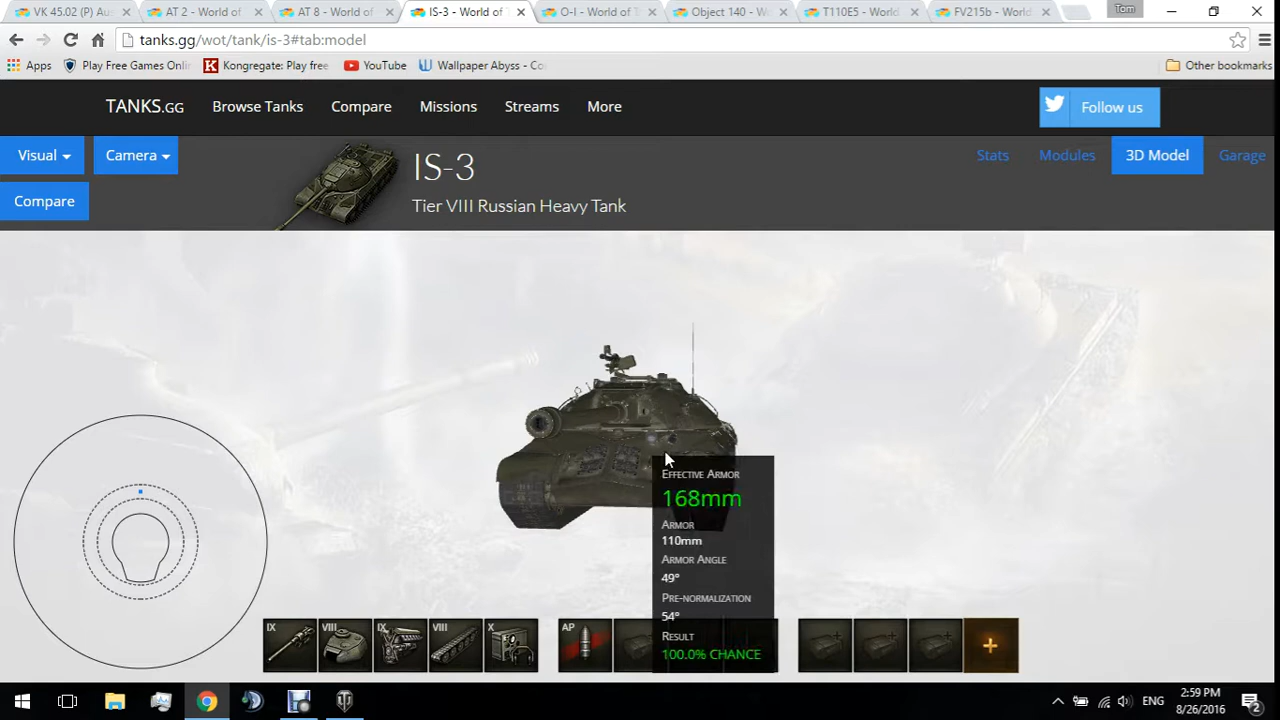 VK 45.02 (P) Aus
AT 2 - World of
AT 8 - World of
IS-3 - World of
O-I - World of
Object 140 - Wo
T110E5 - World
FV215b - World
Tom
tanks.gg/wot/tank/is-3#tab:model
Apps
Play Free Games Onli
Kongregate: Play free
YouTube
Wallpaper Abyss - Co
Other bookmarks
TANKS.GG
Browse Tanks
Compare
Missions
Streams
More
Follow us
Visual
Camera
IS-3
Stats
Modules
3D Model
Garage
Compare
Tier VIII Russian Heavy Tank
Effective Armor
168mm
Armor
110mm
Armor Angle
49°
Pre-normalization
54°
Result
100.0% CHANCE
IX
VIII
IX
VIII
X
AP
+
ENG
2:59 PM
8/26/2016
2